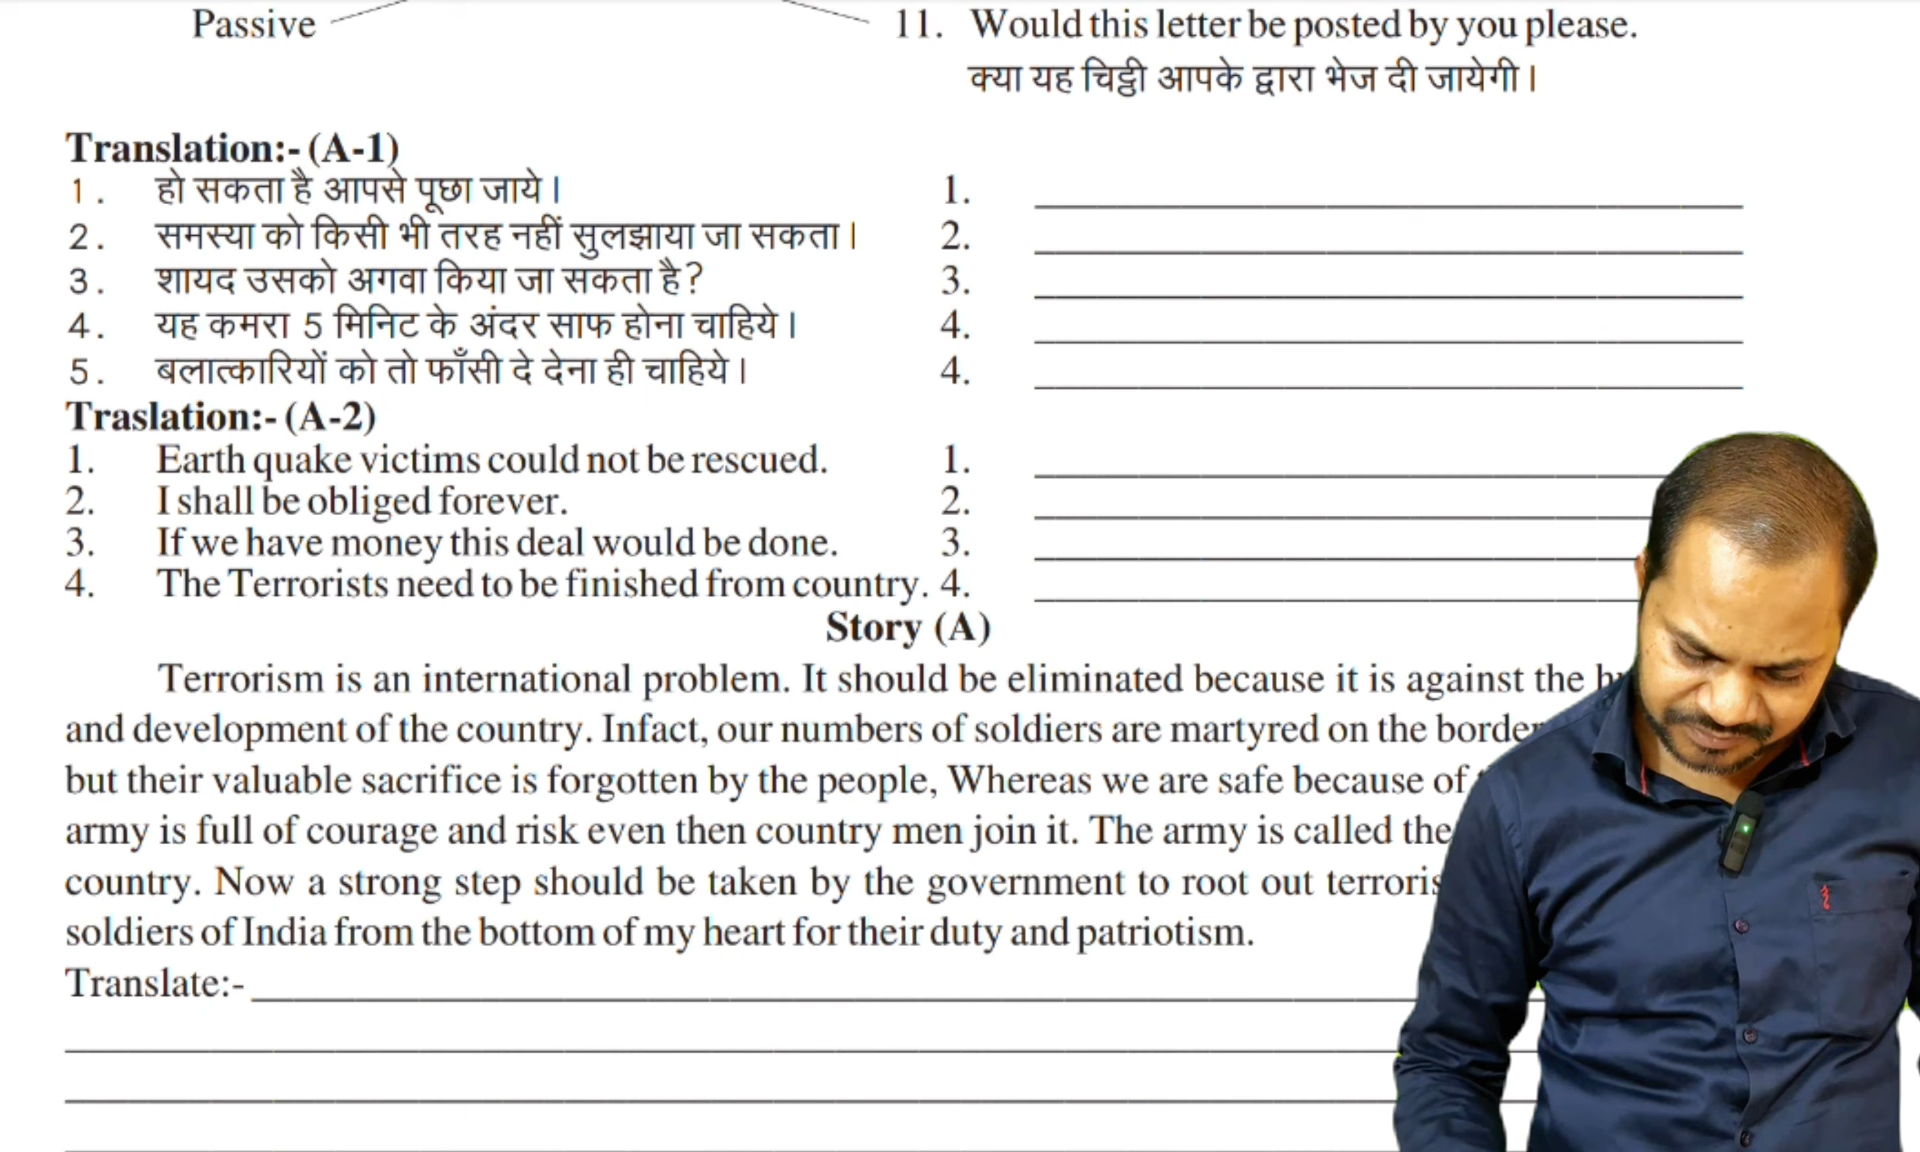 Passive
11. Would this letter be posted by you please.
क्या यह चिट्ठी आपके द्वारा भेज दी जायेगी।
Translation:- (A-1)
1. हो सकता है आपसे पूछा जाये। 1.
2. समस्या को किसी भी तरह नहीं सुलझाया जा सकता। 2.
3. शायद उसको अगवा किया जा सकता है? 3.
4. यह कमरा 5 मिनिट के अंदर साफ होना चाहिये। 4.
5. बलात्कारियों को तो फाँसी दे देना ही चाहिये। 4.
Traslation:- (A-2)
1. Earth quake victims could not be rescued. 1.
2. I shall be obliged forever. 2.
3. If we have money this deal would be done. 3.
4. The Terrorists need to be finished from country. 4.
Story (A)
Terrorism is an international problem. It should be eliminated because it is against the
and development of the country. Infact, our numbers of soldiers are martyred on the
but their valuable sacrifice is forgotten by the people, Whereas we are safe because of
army is full of courage and risk even then country men join it. The army is called the
country. Now a strong step should be taken by the government to root out
soldiers of India from the bottom of my heart for their duty and patriotism.
Translate:-